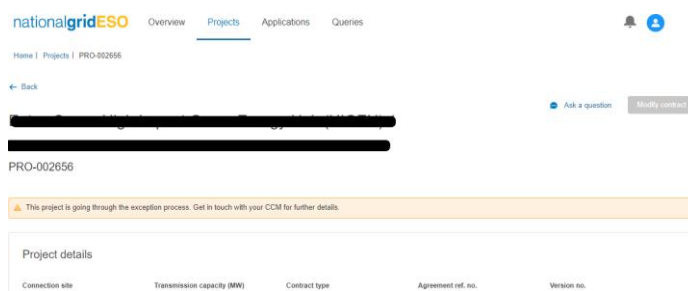 nationalgridESO Overview Projects Applications Queries
Home | Projects | PRO-002656
← Back
Ask a question Modify contract
PRO-002656
This project is going through the exception process. Get in touch with your CCM for further details.
Project details
Connection site Transmission capacity (MW) Contract type Agreement ref. no. Version no.